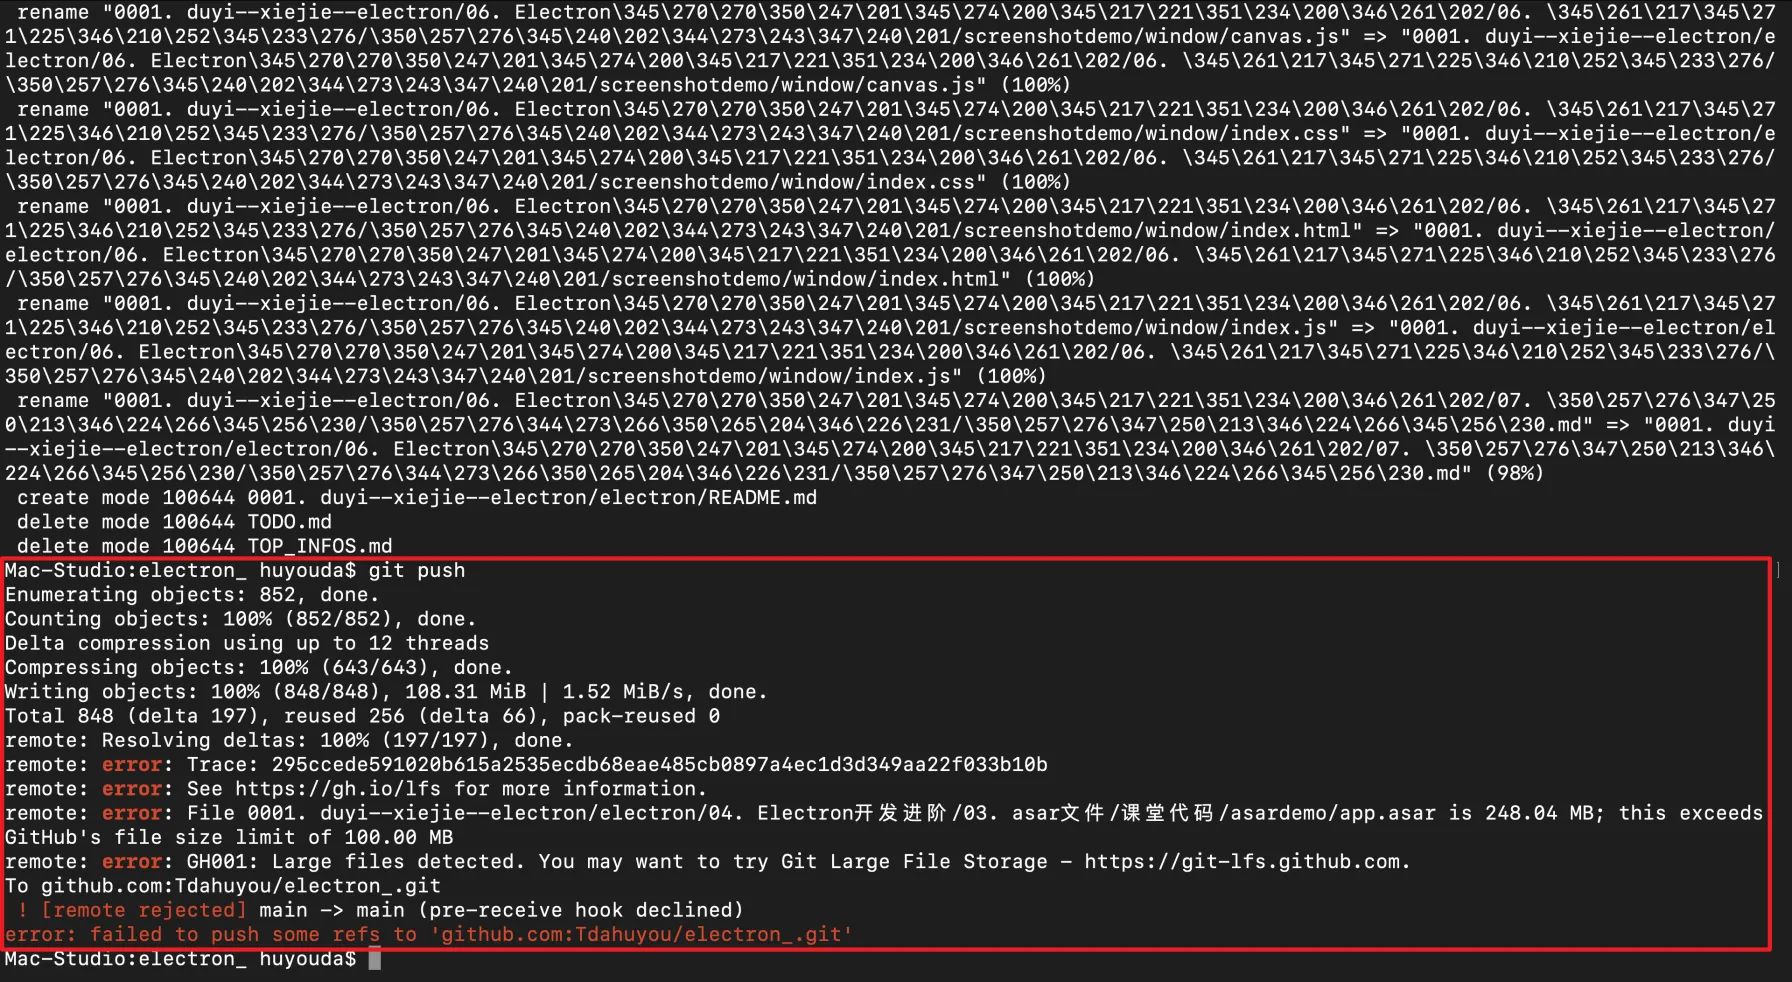 rename "0001. duyi--xiejie--electron/06. Electron\345\270\270\350\247\201\345\274\200\345\217\221\351\234\200\346\261\202/06. \345\261\217\345\27
1\225\346\210\252\345\233\276/\350\257\276\345\240\202\344\273\243\347\240\201/screenshotdemo/window/canvas.js" => "0001. duyi--xiejie--electron/e
lectron/06. Electron\345\270\270\350\247\201\345\274\200\345\217\221\351\234\200\346\261\202/06. \345\261\217\345\271\225\346\210\252\345\233\276/
\350\257\276\345\240\202\344\273\243\347\240\201/screenshotdemo/window/canvas.js" (100%)
 rename "0001. duyi--xiejie--electron/06. Electron\345\270\270\350\247\201\345\274\200\345\217\221\351\234\200\346\261\202/06. \345\261\217\345\27
1\225\346\210\252\345\233\276/\350\257\276\345\240\202\344\273\243\347\240\201/screenshotdemo/window/index.css" => "0001. duyi--xiejie--electron/e
lectron/06. Electron\345\270\270\350\247\201\345\274\200\345\217\221\351\234\200\346\261\202/06. \345\261\217\345\271\225\346\210\252\345\233\276/
\350\257\276\345\240\202\344\273\243\347\240\201/screenshotdemo/window/index.css" (100%)
 rename "0001. duyi--xiejie--electron/06. Electron\345\270\270\350\247\201\345\274\200\345\217\221\351\234\200\346\261\202/06. \345\261\217\345\27
1\225\346\210\252\345\233\276/\350\257\276\345\240\202\344\273\243\347\240\201/screenshotdemo/window/index.html" => "0001. duyi--xiejie--electron/
electron/06. Electron\345\270\270\350\247\201\345\274\200\345\217\221\351\234\200\346\261\202/06. \345\261\217\345\271\225\346\210\252\345\233\276
/\350\257\276\345\240\202\344\273\243\347\240\201/screenshotdemo/window/index.html" (100%)
 rename "0001. duyi--xiejie--electron/06. Electron\345\270\270\350\247\201\345\274\200\345\217\221\351\234\200\346\261\202/06. \345\261\217\345\27
1\225\346\210\252\345\233\276/\350\257\276\345\240\202\344\273\243\347\240\201/screenshotdemo/window/index.js" => "0001. duyi--xiejie--electron/el
ectron/06. Electron\345\270\270\350\247\201\345\274\200\345\217\221\351\234\200\346\261\202/06. \345\261\217\345\271\225\346\210\252\345\233\276/\
350\257\276\345\240\202\344\273\243\347\240\201/screenshotdemo/window/index.js" (100%)
 rename "0001. duyi--xiejie--electron/06. Electron\345\270\270\350\247\201\345\274\200\345\217\221\351\234\200\346\261\202/07. \350\257\276\347\25
0\213\346\224\266\345\256\230/\350\257\276\344\273\266\350\265\204\346\226\231/\350\257\276\347\250\213\346\224\266\345\256\230.md" => "0001. duyi
--xiejie--electron/electron/06. Electron\345\270\270\350\247\201\345\274\200\345\217\221\351\234\200\346\261\202/07. \350\257\276\347\250\213\346\
224\266\345\256\230/\350\257\276\344\273\266\350\265\204\346\226\231/\350\257\276\347\250\213\346\224\266\345\256\230.md" (98%)
 create mode 100644 0001. duyi--xiejie--electron/electron/README.md
 delete mode 100644 TODO.md
 delete mode 100644 TOP_INFOS.md
Mac-Studio:electron_ huyouda$ git push
Enumerating objects: 852, done.
Counting objects: 100% (852/852), done.
Delta compression using up to 12 threads
Compressing objects: 100% (643/643), done.
Writing objects: 100% (848/848), 108.31 MiB | 1.52 MiB/s, done.
Total 848 (delta 197), reused 256 (delta 66), pack-reused 0
remote: Resolving deltas: 100% (197/197), done.
remote: error: Trace: 295ccede591020b615a2535ecdb68eae485cb0897a4ec1d3d349aa22f033b10b
remote: error: See https://gh.io/lfs for more information.
remote: error: File 0001. duyi--xiejie--electron/electron/04. Electron开发进阶/03. asar文件/课堂代码/asardemo/app.asar is 248.04 MB; this exceeds
GitHub's file size limit of 100.00 MB
remote: error: GH001: Large files detected. You may want to try Git Large File Storage - https://git-lfs.github.com.
To github.com:Tdahuyou/electron_.git
 ! [remote rejected] main -> main (pre-receive hook declined)
error: failed to push some refs to 'github.com:Tdahuyou/electron_.git'
Mac-Studio:electron_ huyouda$